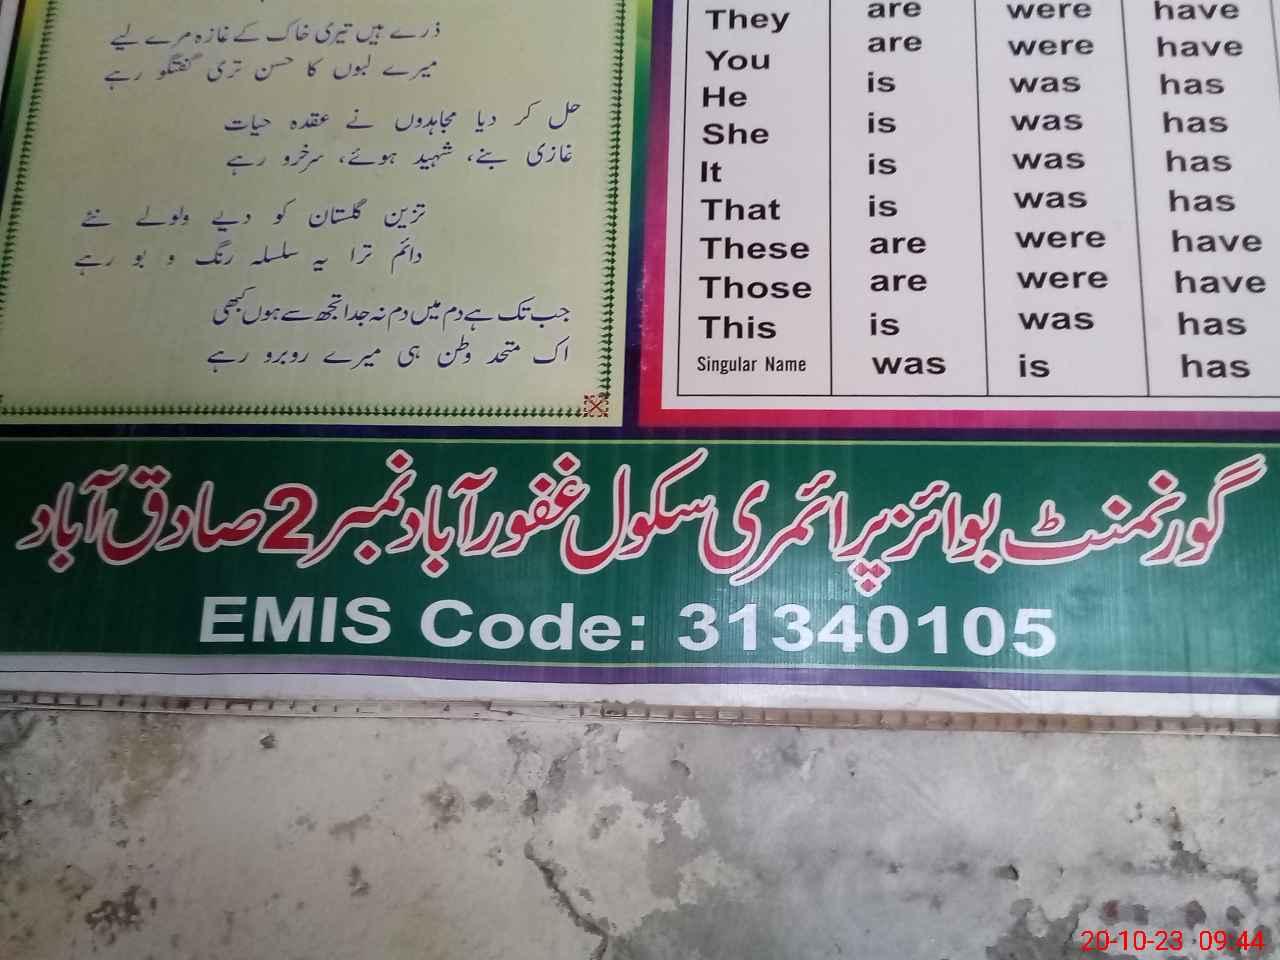 ذرے ہیں تیری خاک کے غازہ مرے لیے
میرے لبوں کا حسن تری گفتگو رہے
حل کر دیا مجاہدوں نے عقدہ حیات
غازی بنے، شہید ہوئے، سرخرو رہے
تزین گلستان کو دیے ولولے نئے
دائم ترا یہ سلسلہ رنگ و بو رہے
جب تک ہے دم میں دم نہ جدا تجھ سے ہوں کبھی
اک متحد وطن ہی میرے روبرو رہے
They are were have
You are were have
He is was has
She is was has
It is was has
That is was has
These are were have
Those are were have
This is was has
Singular Name was is has
گورنمنٹ بوائز پرائمری سکول غفور آباد نمبر 2 صادق آباد
EMIS Code: 31340105
20-10-23 09:44